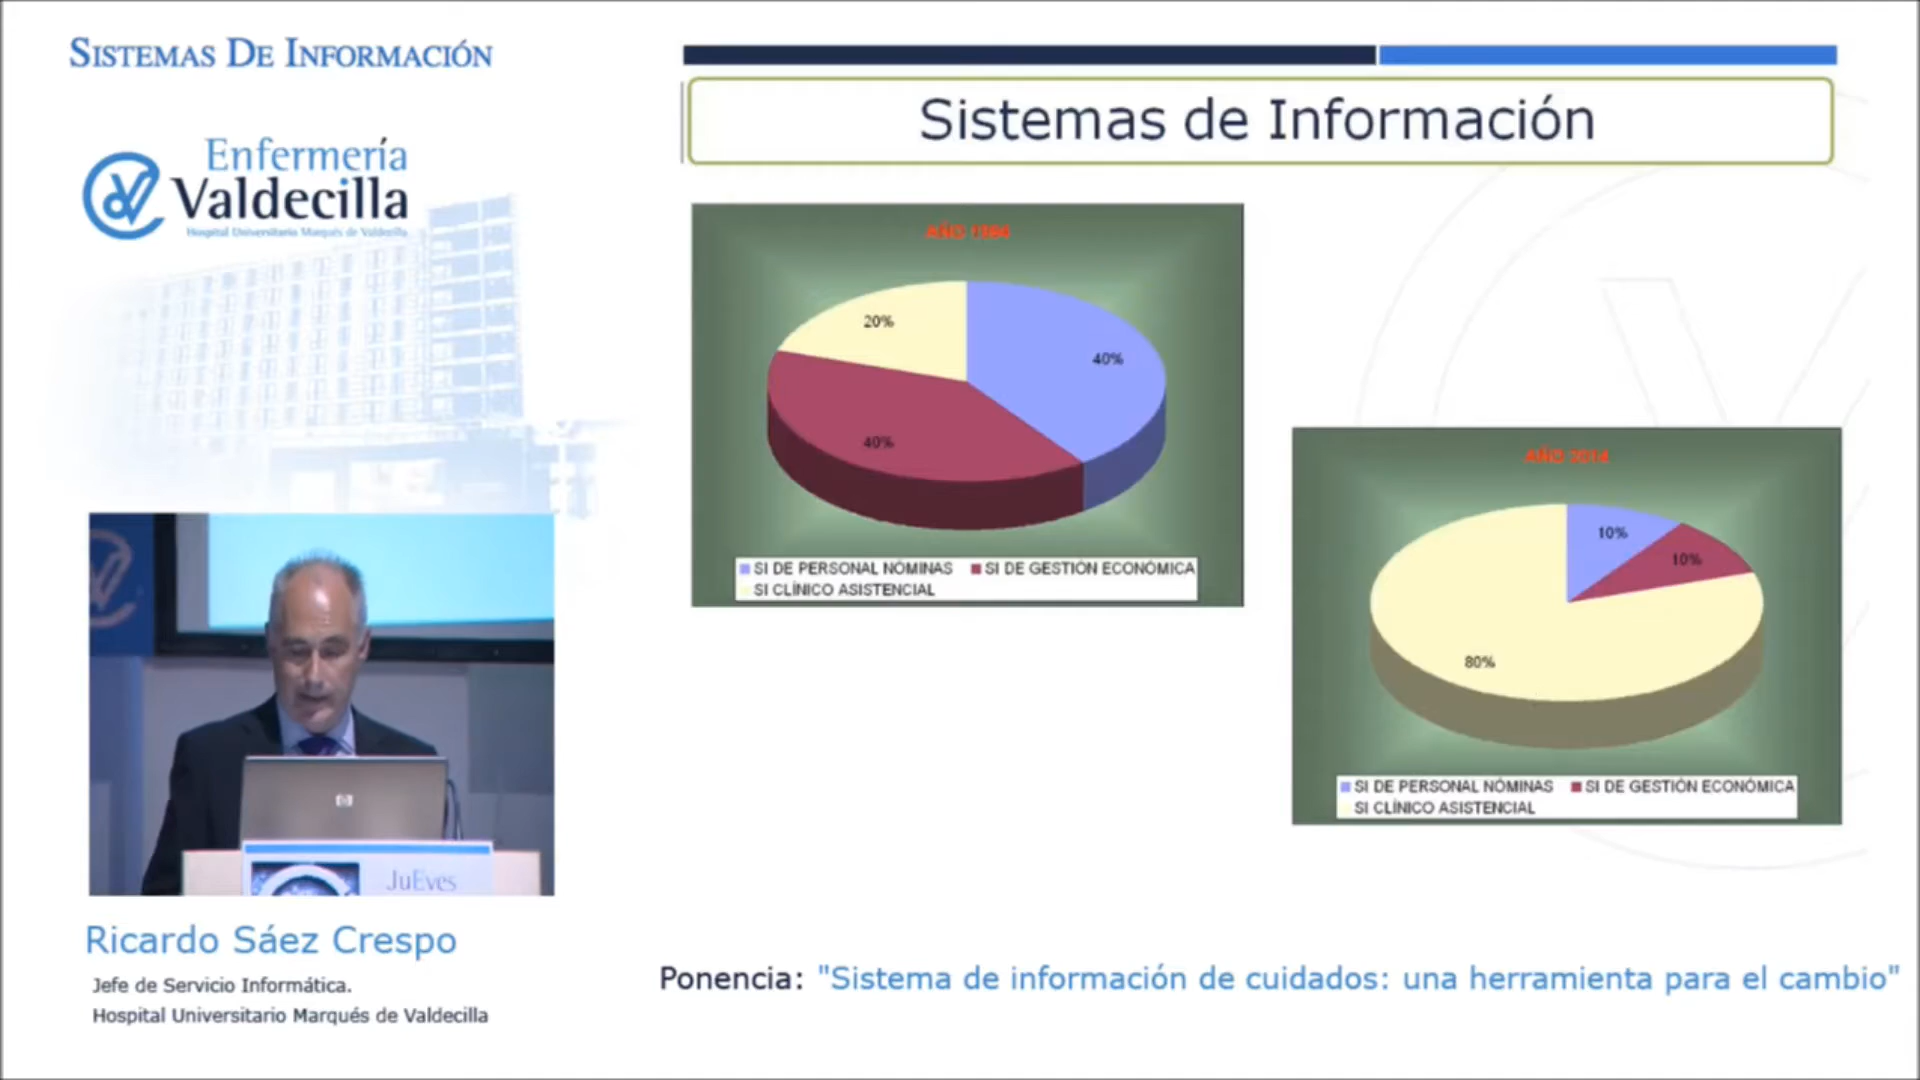 SISTEMAS DE INFORMACIÓN
Enfermería
Valdecilla
Hospital Universitario Marqués de Valdecilla
Sistemas de Información
AÑO
20%
40%
40%
SI DE PERSONAL NÓMINAS SI DE GESTIÓN ECONÓMICA
SI CLÍNICO ASISTENCIAL
AÑO 2014
10%
10%
80%
SI DE PERSONAL NÓMINAS SI DE GESTIÓN ECONÓMICA
SI CLÍNICO ASISTENCIAL
JuEves
Ricardo Sáez Crespo
Jefe de Servicio Informática.
Hospital Universitario Marqués de Valdecilla
Ponencia: "Sistema de información de cuidados: una herramienta para el cambio"